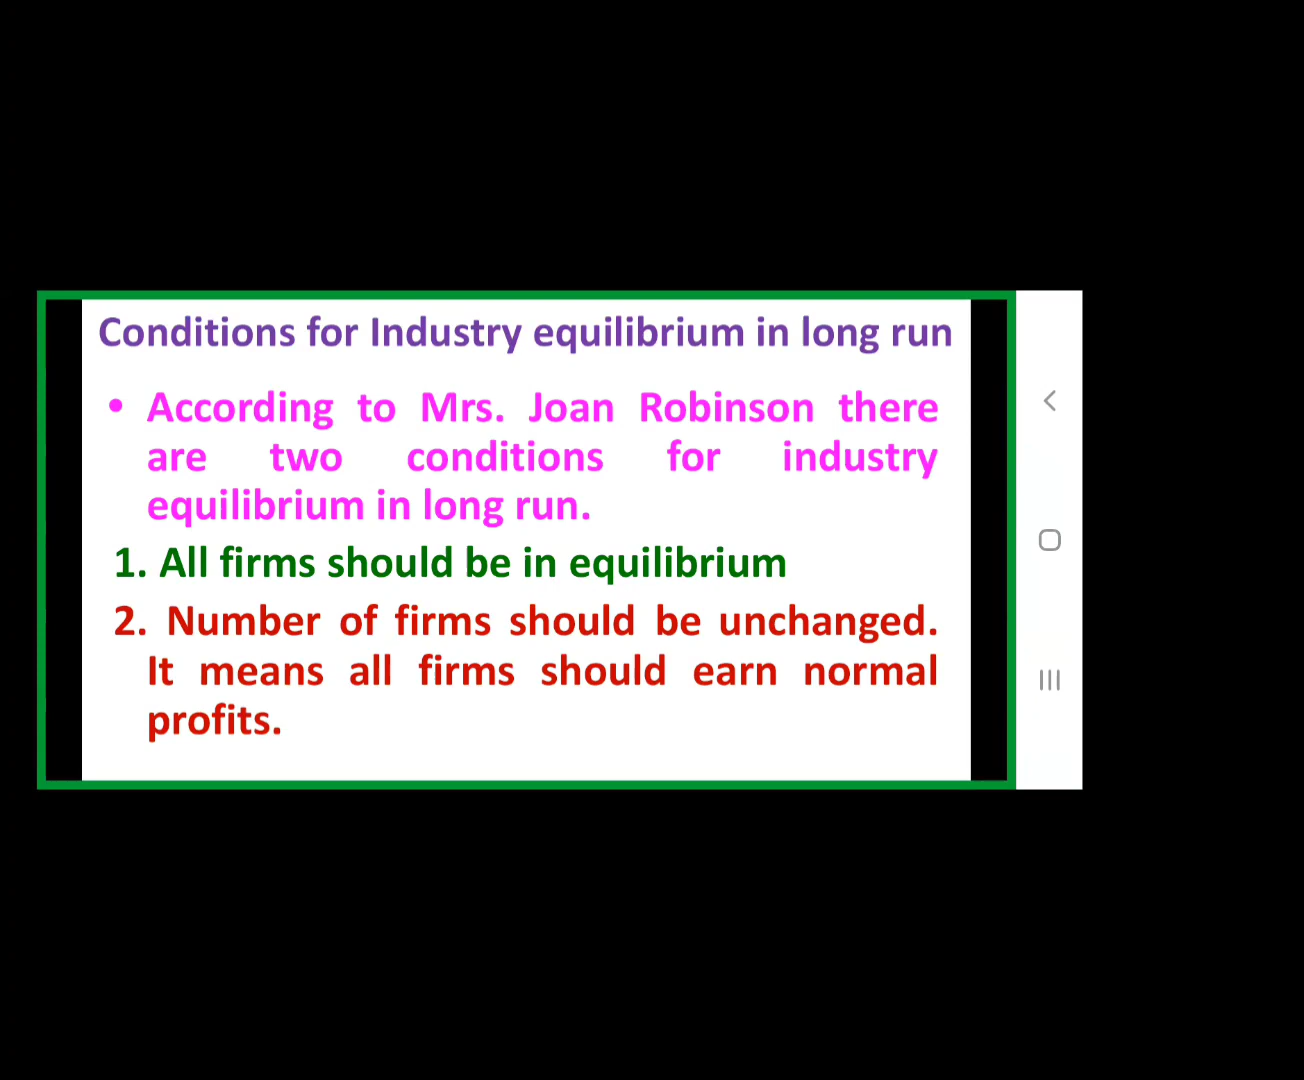 Conditions for Industry equilibrium in long run
• According to Mrs. Joan Robinson there
are two conditions for industry
equilibrium in long run.
1. All firms should be in equilibrium
2. Number of firms should be unchanged.
It means all firms should earn normal
profits.